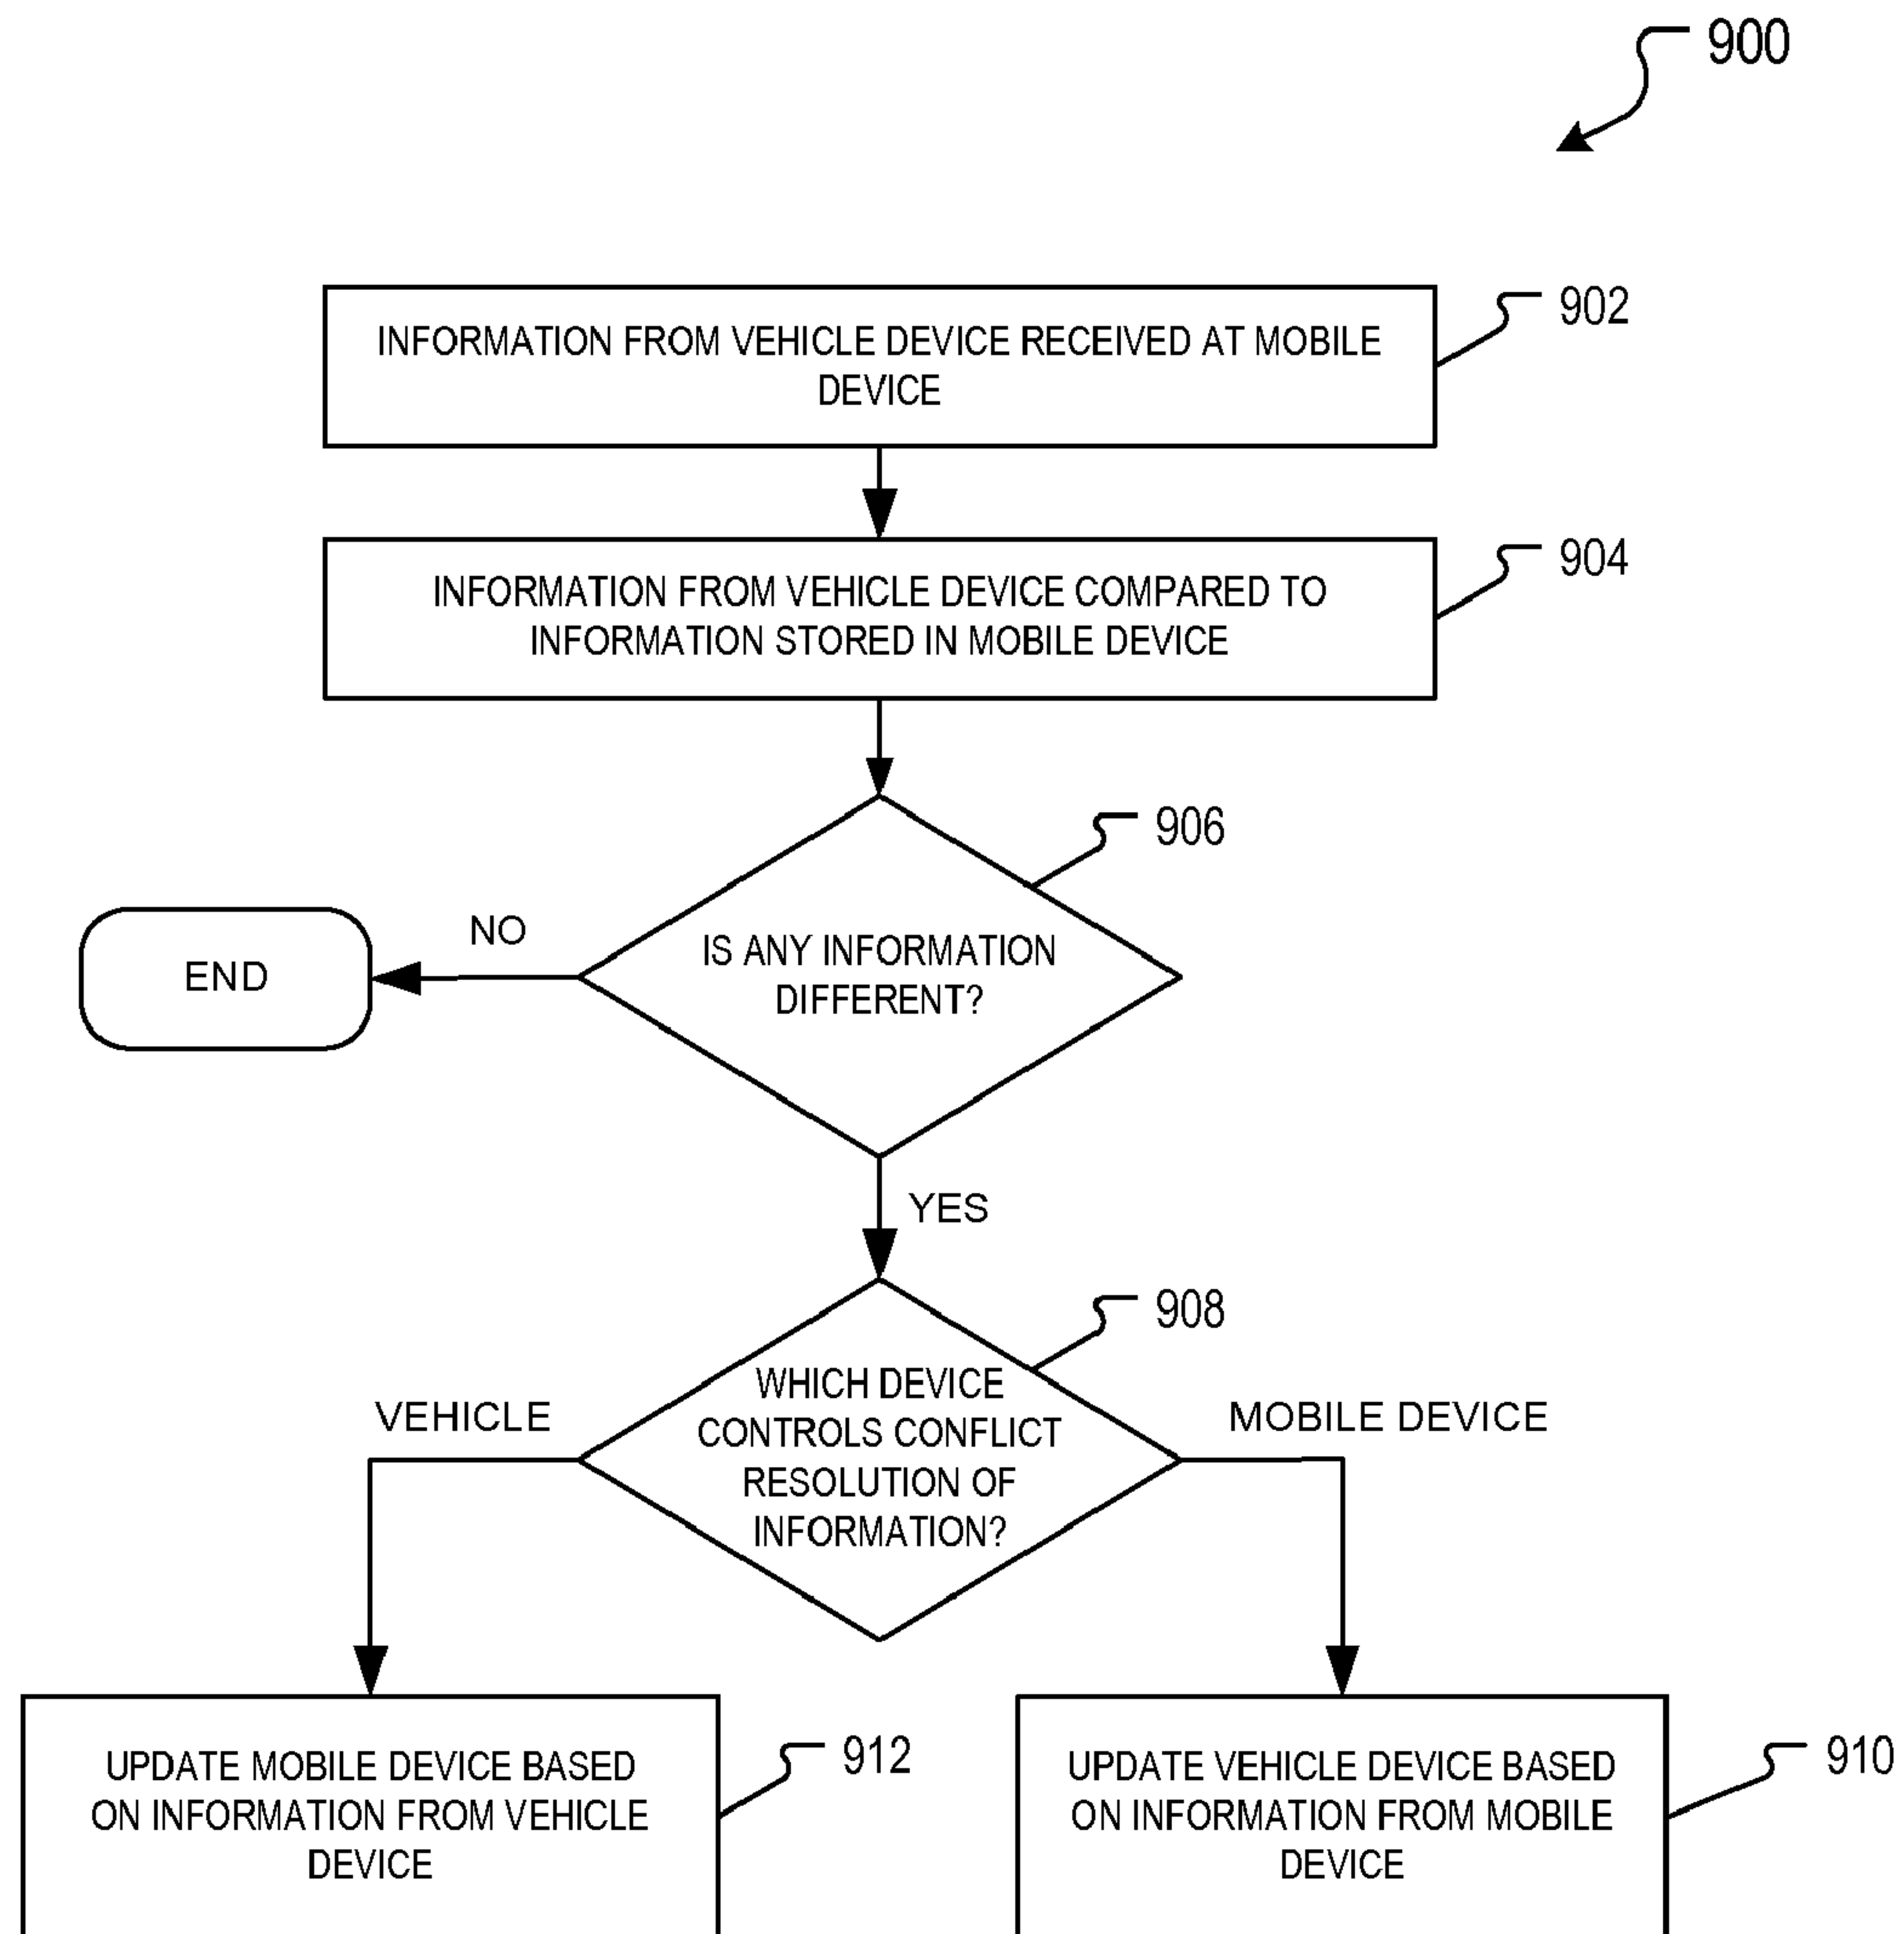 900
INFORMATION FROM VEHICLE DEVICE RECEIVED AT MOBILE
DEVICE
902
INFORMATION FROM VEHICLE DEVICE COMPARED TO
INFORMATION STORED IN MOBILE DEVICE
904
906
IS ANY INFORMATION
DIFFERENT?
NO
END
YES
908
WHICH DEVICE
CONTROLS CONFLICT
RESOLUTION OF
INFORMATION?
VEHICLE
MOBILE DEVICE
UPDATE MOBILE DEVICE BASED
ON INFORMATION FROM VEHICLE
DEVICE
912
UPDATE VEHICLE DEVICE BASED
ON INFORMATION FROM MOBILE
DEVICE
910